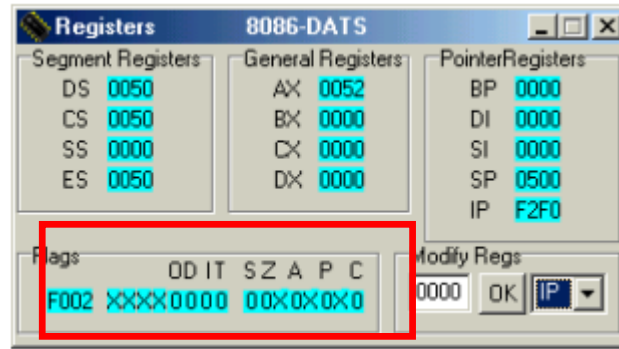 Registers 8086-DATS
Segment Registers General Registers PointerRegisters
DS 0050 AX 0052 BP 0000
CS 0050 BX 0000 DI 0000
SS 0000 CX 0000 SI 0000
ES 0050 DX 0000 SP 0500
IP F2F0
Flags Modify Regs
OD IT SZ A P C
F002 XXXX0000 00X0X0X0 0000 OK IP